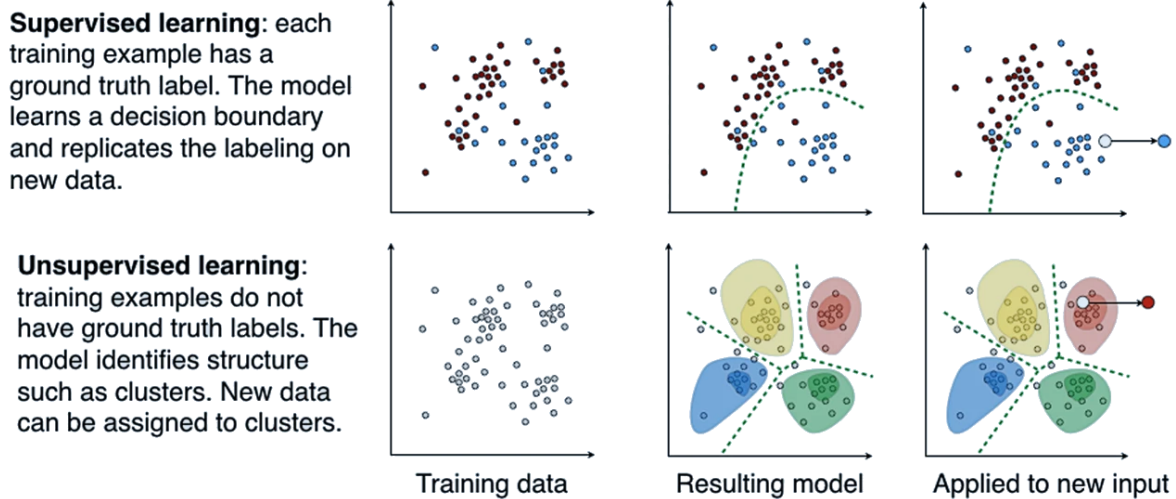 Supervised learning: each
training example has a
ground truth label. The model
learns a decision boundary
and replicates the labeling on
new data.
Unsupervised learning:
training examples do not
have ground truth labels. The
model identifies structure
such as clusters. New data
can be assigned to clusters.
Training data
Resulting model
Applied to new input